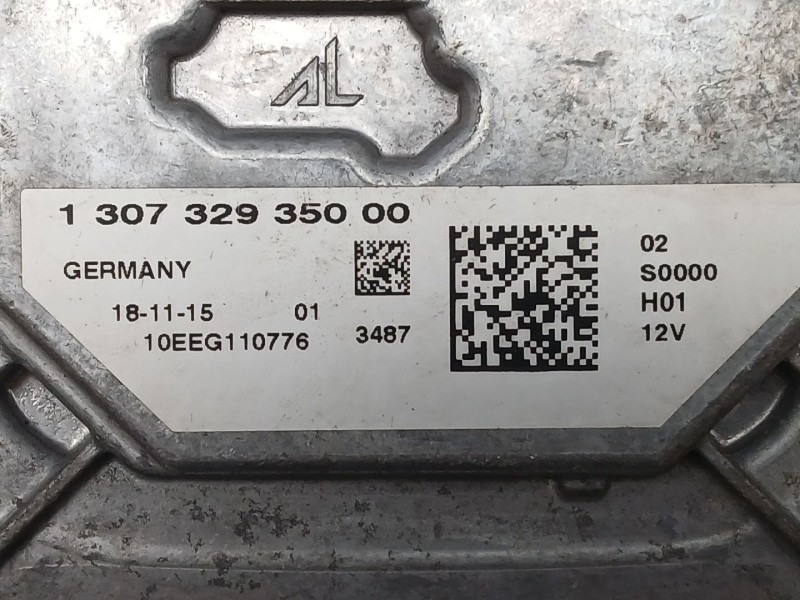 AL
1 307 329 350 00
GERMANY
18-11-15 01
10EEG110776 3487
02
S0000
H01
12V